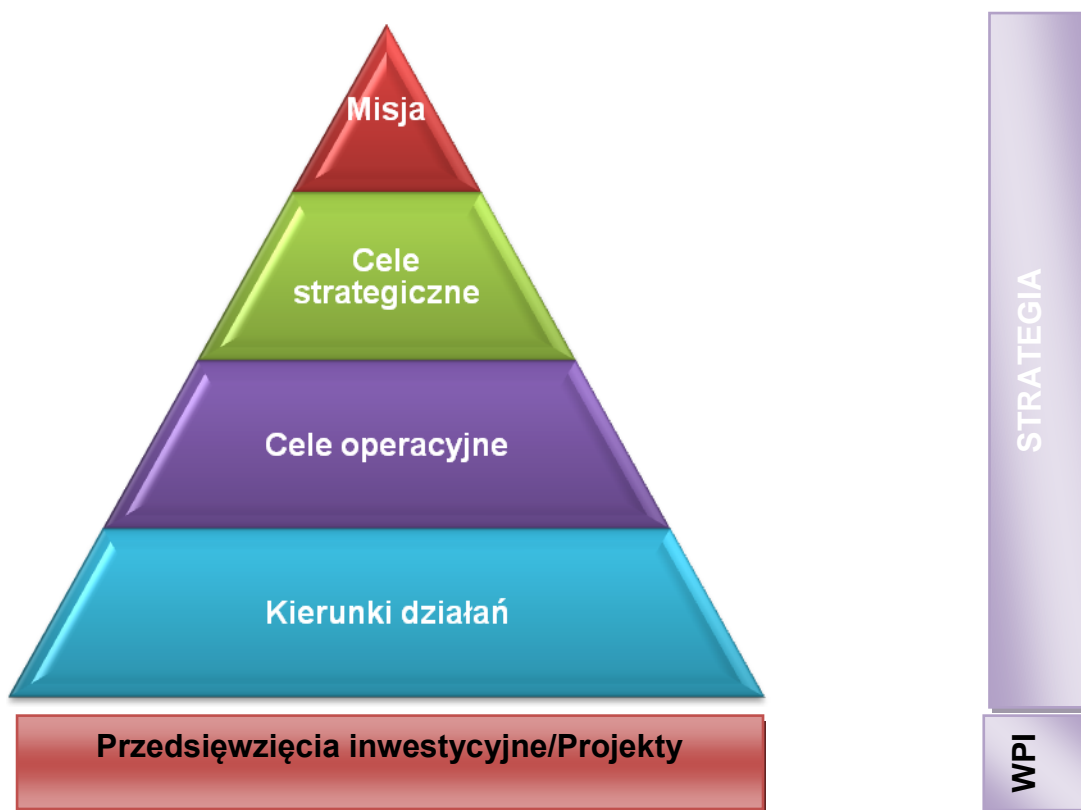 Misja
Cele
strategiczne
Cele operacyjne
Kierunki działań
Przedsięwzięcia inwestycyjne/Projekty
STRATEGIA
WPI